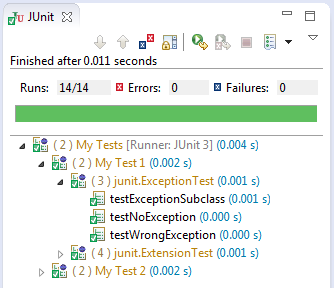 JUnit
Finished after 0.011 seconds
Runs: 14/14 Errors: 0 Failures: 0
( 2 ) My Tests [Runner: JUnit 3] (0.004 s)
( 2 ) My Test 1 (0.002 s)
( 3 ) junit.ExceptionTest (0.001 s)
testExceptionSubclass (0.001 s)
testNoException (0.000 s)
testWrongException (0.000 s)
( 4 ) junit.ExtensionTest (0.001 s)
( 2 ) My Test 2 (0.002 s)